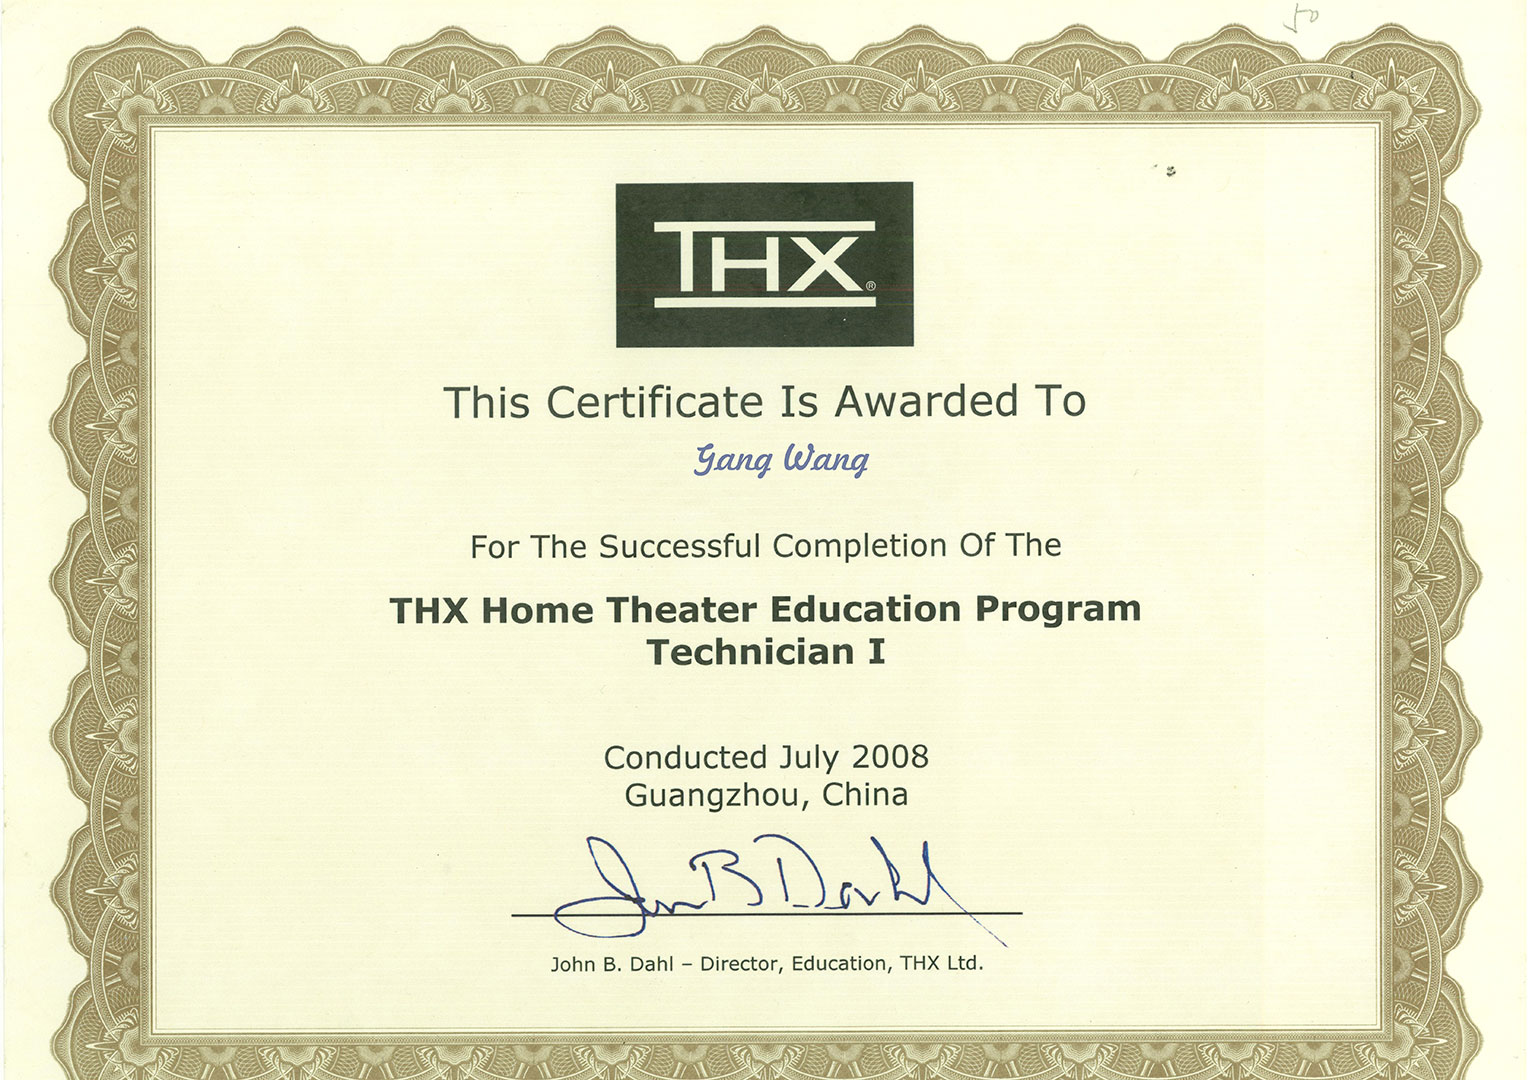 50
THX®
This Certificate Is Awarded To
Gang Wang
For The Successful Completion Of The
THX Home Theater Education Program
Technician I
Conducted July 2008
Guangzhou, China
John B Dahl
John B. Dahl – Director, Education, THX Ltd.